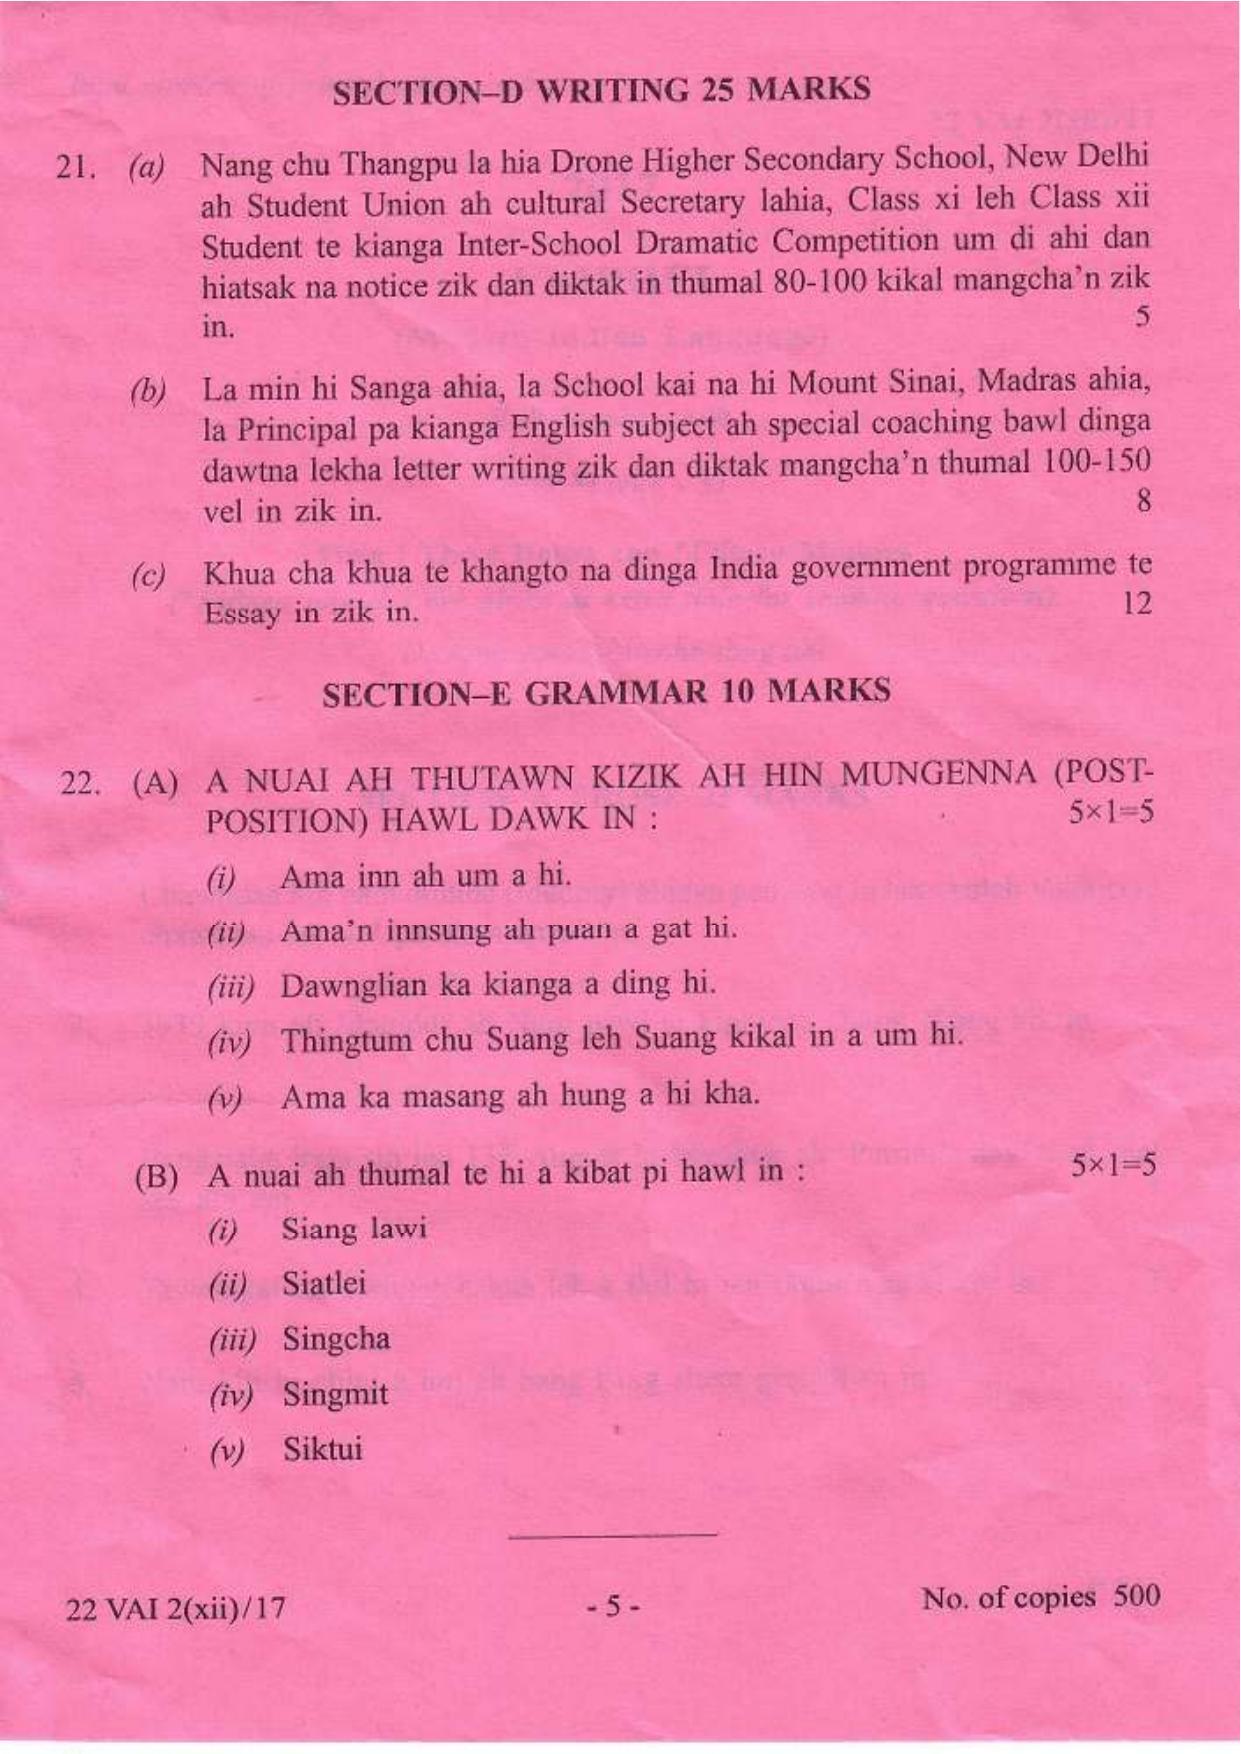 SECTION–D WRITING 25 MARKS
21. (a) Nang chu Thangpu la hia Drone Higher Secondary School, New Delhi
ah Student Union ah cultural Secretary lahia, Class xi leh Class xii
Student te kianga Inter-School Dramatic Competition um di ahi dan
hiatsak na notice zik dan diktak in thumal 80-100 kikal mangcha’n zik
in. 5
(b) La min hi Sanga ahia, la School kai na hi Mount Sinai, Madras ahia,
la Principal pa kianga English subject ah special coaching bawl dinga
dawtna lekha letter writing zik dan diktak mangcha’n thumal 100-150
vel in zik in. 8
(c) Khua cha khua te khangto na dinga India government programme te
Essay in zik in. 12
SECTION–E GRAMMAR 10 MARKS
22. (A) A NUAI AH THUTAWN KIZIK AH HIN MUNGENNA (POST-
POSITION) HAWL DAWK IN : 5×1=5
(i) Ama inn ah um a hi.
(ii) Ama’n innsung ah puan a gat hi.
(iii) Dawnglian ka kianga a ding hi.
(iv) Thingtum chu Suang leh Suang kikal in a um hi.
(v) Ama ka masang ah hung a hi kha.
(B) A nuai ah thumal te hi a kibat pi hawl in : 5×1=5
(i) Siang lawi
(ii) Siatlei
(iii) Singcha
(iv) Singmit
(v) Siktui
22 VAI 2(xii)/17 - 5 - No. of copies 500